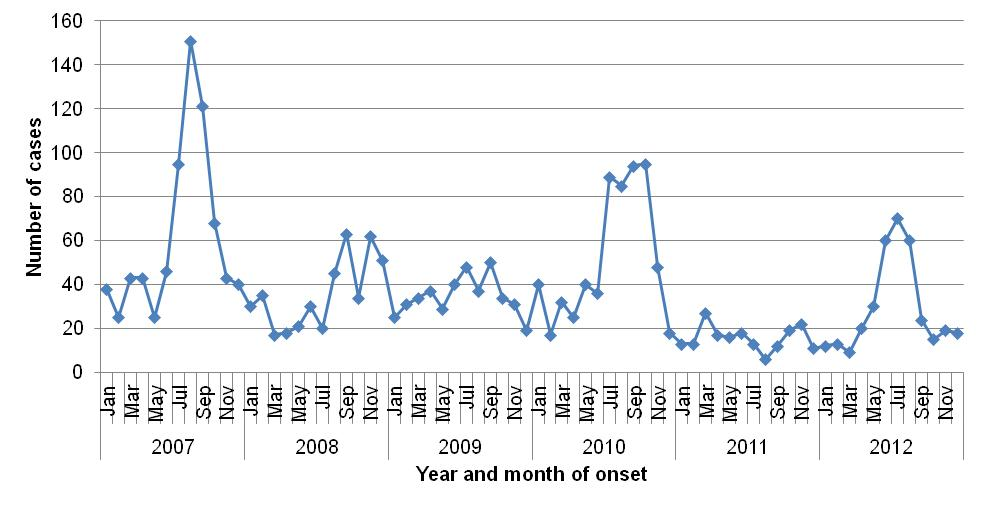 160
140
120
100
80
60
40
20
0
Number of cases
Jan Mar May Jul Sep Nov Jan Mar May Jul Sep Nov Jan Mar May Jul Sep Nov Jan Mar May Jul Sep Nov Jan Mar May Jul Sep Nov Jan Mar May Jul Sep Nov
2007 2008 2009 2010 2011 2012
Year and month of onset